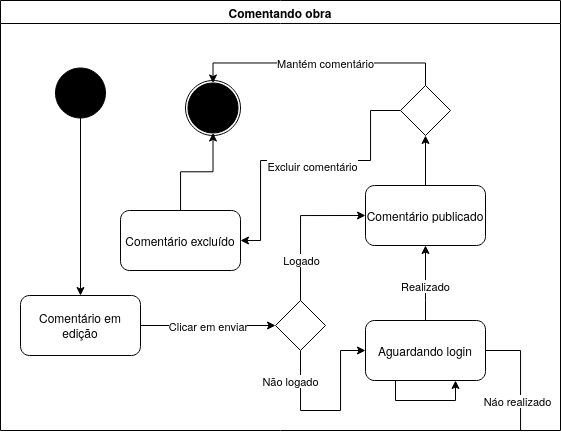 Comentando obra
Mantém comentário
Excluir comentário
Comentário publicado
Comentário excluído
Logado
Realizado
Comentário em
edição
Clicar em enviar
Aguardando login
Não logado
Náo realizado